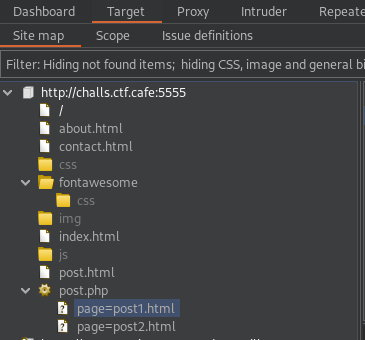 Dashboard Target Proxy Intruder Repeate
Site map Scope Issue definitions
Filter: Hiding not found items; hiding CSS, image and general bi
http://challs.ctf.cafe:5555
/
about.html
contact.html
css
fontawesome
css
img
index.html
js
post.html
post.php
page=post1.html
page=post2.html